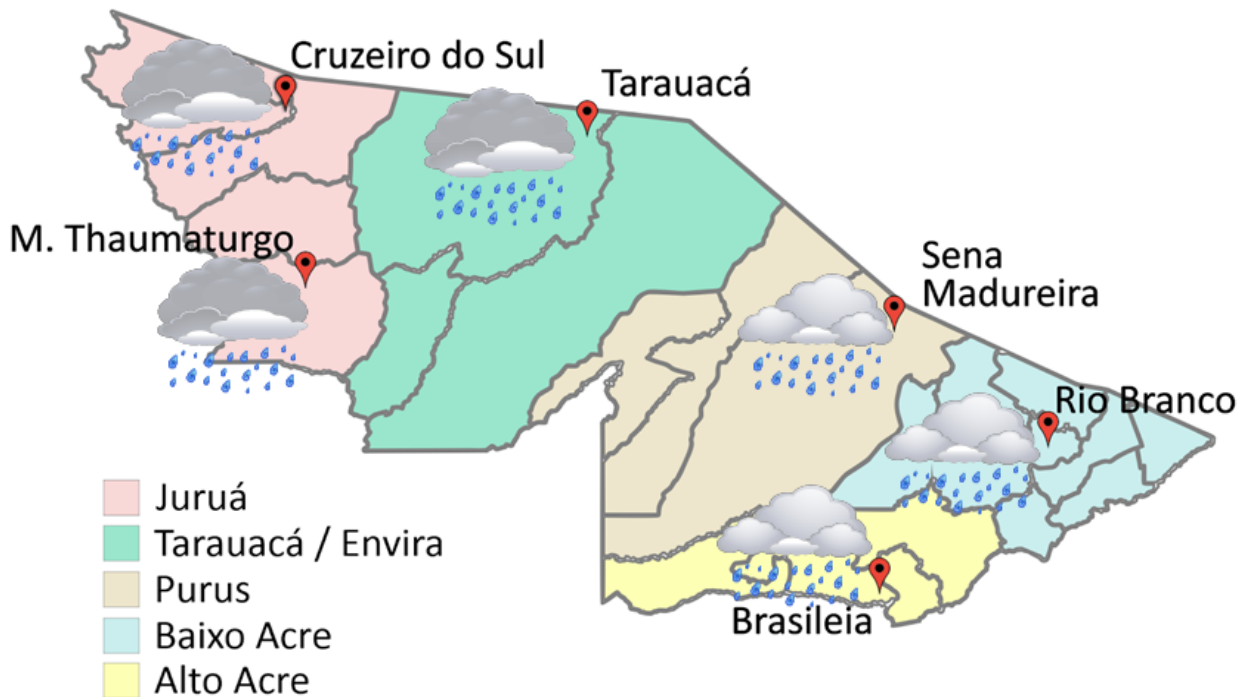 Cruzeiro do Sul
Tarauacá
M. Thaumaturgo
Sena
Madureira
Rio Branco
Brasileia
Juruá
Tarauacá / Envira
Purus
Baixo Acre
Alto Acre